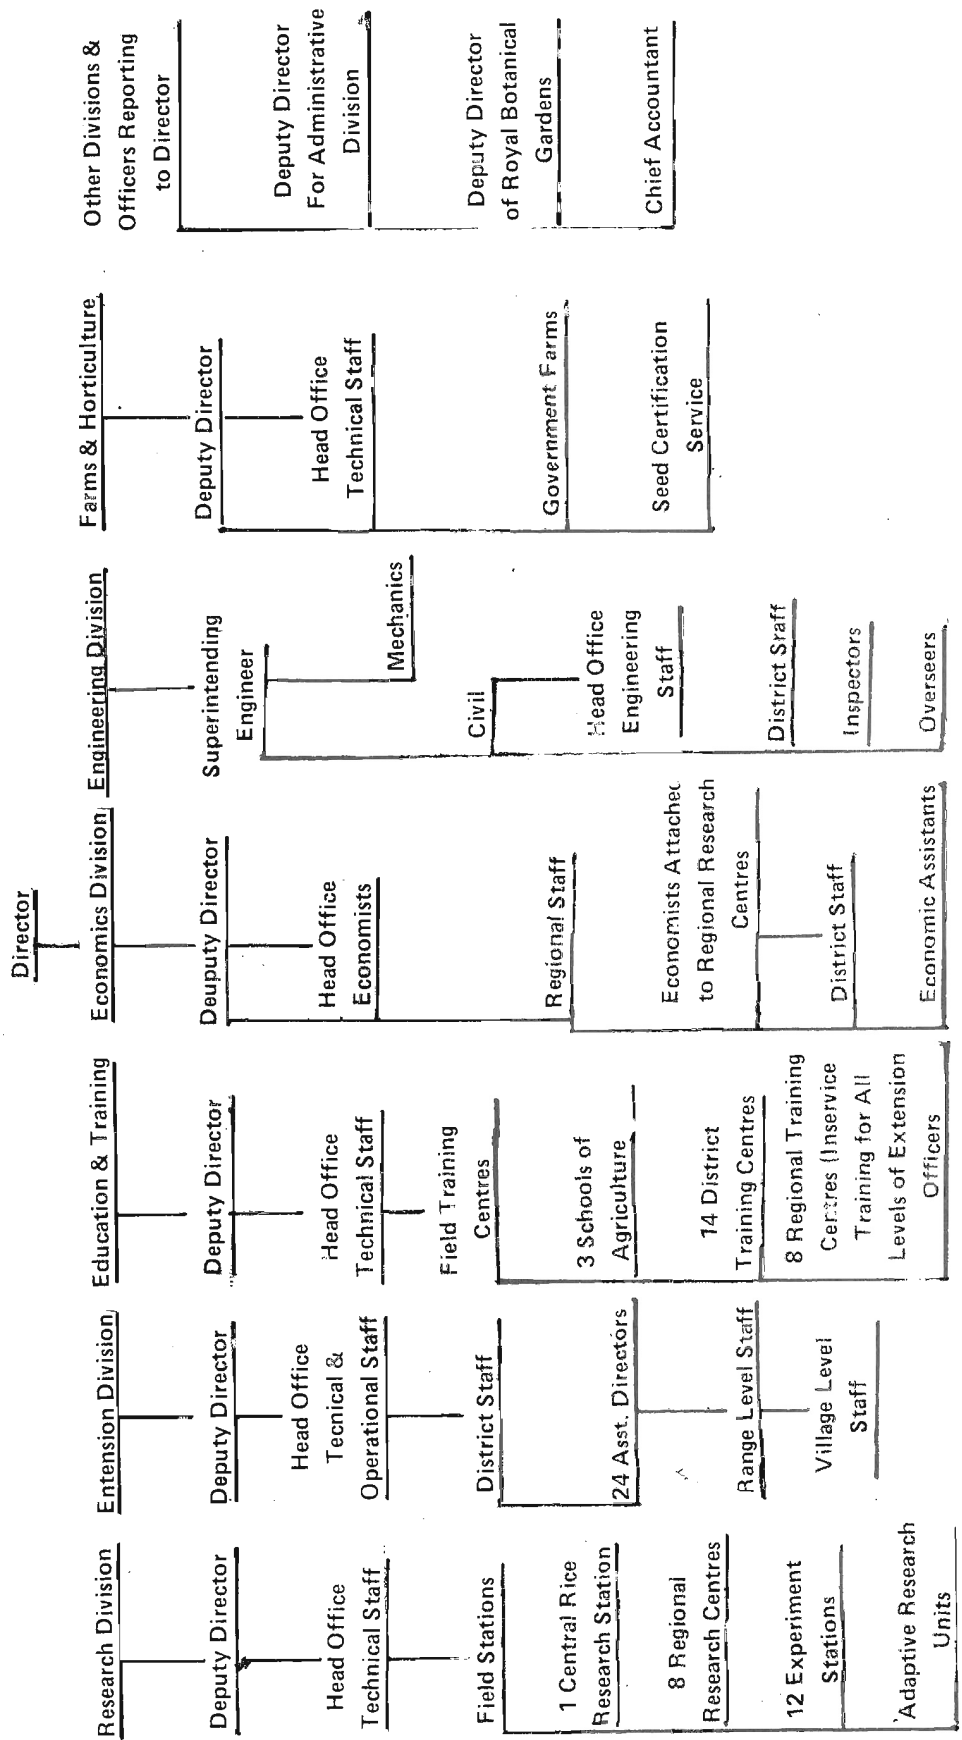 Director
Research Division
Deputy Director
Head Office
Technical Staff
Field Stations
1 Central Rice
Research Station
8 Regional
Research Centres
12 Experiment
Stations
'Adaptive Research
Units
Entension Division
Deputy Director
Head Office
Tecnical &
Operational Staff
District Staff
24 Asst. Directors
Range Level Staff
Village Level
Staff
Education & Training
Deputy Director
Head Office
Technical Staff
Field Training
Centres
3 Schools of
Agriculture
14 District
Training Centres
8 Regional Training
Centres (Inservice
Training for All
Levels of Extension
Officers
Economics Division
Deuputy Director
Head Office
Economists
Regional Staff
Economists Attached
to Regional Research
Centres
District Staff
Economic Assistants
Engineering Division
Superintending
Engineer
Mechanics
Civil
Head Office
Engineering
Staff
District Sraff
Inspectors
Overseers
Farms & Horticulture
Deputy Director
Head Office
Technical Staff
Government Farms
Seed Certification
Service
Other Divisions &
Officers Reporting
to Director
Deputy Director
For Administrative
Division
Deputy Director
of Royal Botanical
Gardens
Chief Accountant